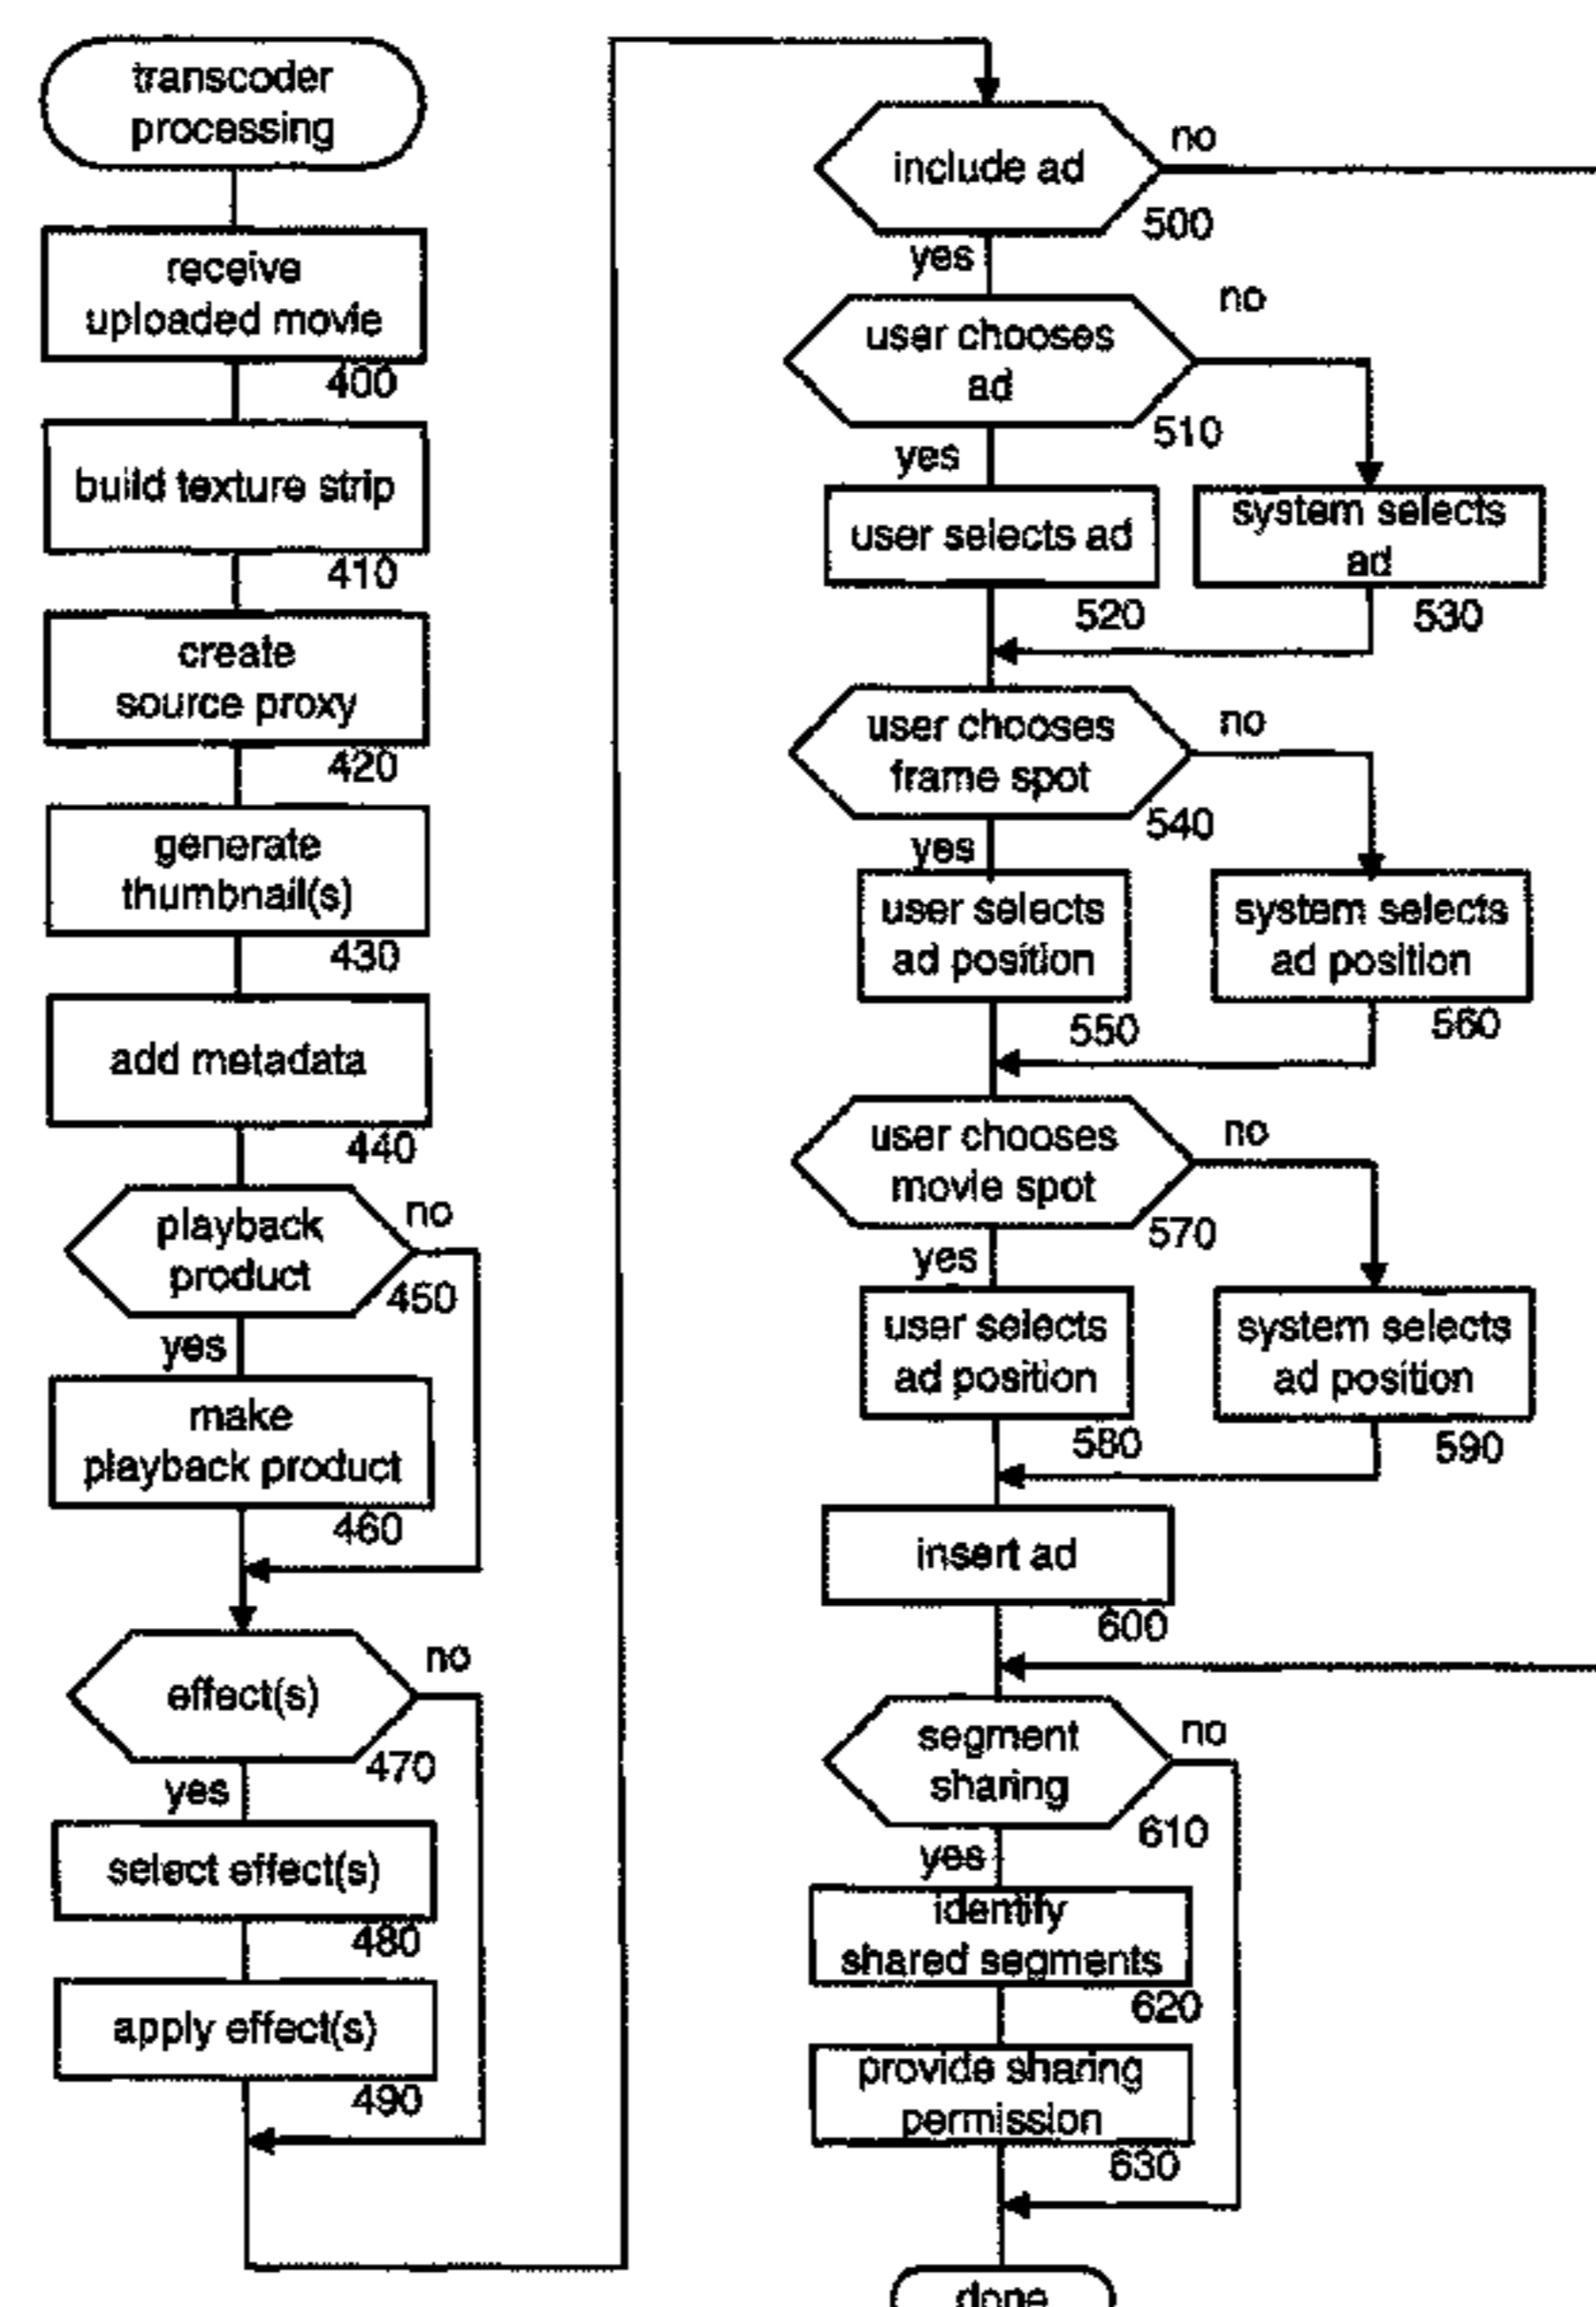 transcoder
processing
receive
uploaded movie
400
build texture strip
410
create
source proxy
420
generate
thumbnail(s)
430
add metadata
440
playback
product
no
450
yes
make
playback product
460
effect(s)
no
470
yes
select effect(s)
480
apply effect(s)
490
include ad
no
500
yes
user chooses
ad
no
510
yes
user selects ad
520
system selects
ad
530
user chooses
frame spot
no
540
yes
user selects
ad position
550
system selects
ad position
560
user chooses
movie spot
no
570
yes
user selects
ad position
580
system selects
ad position
590
insert ad
600
segment
sharing
no
610
yes
identify
shared segments
620
provide sharing
permission
630
done